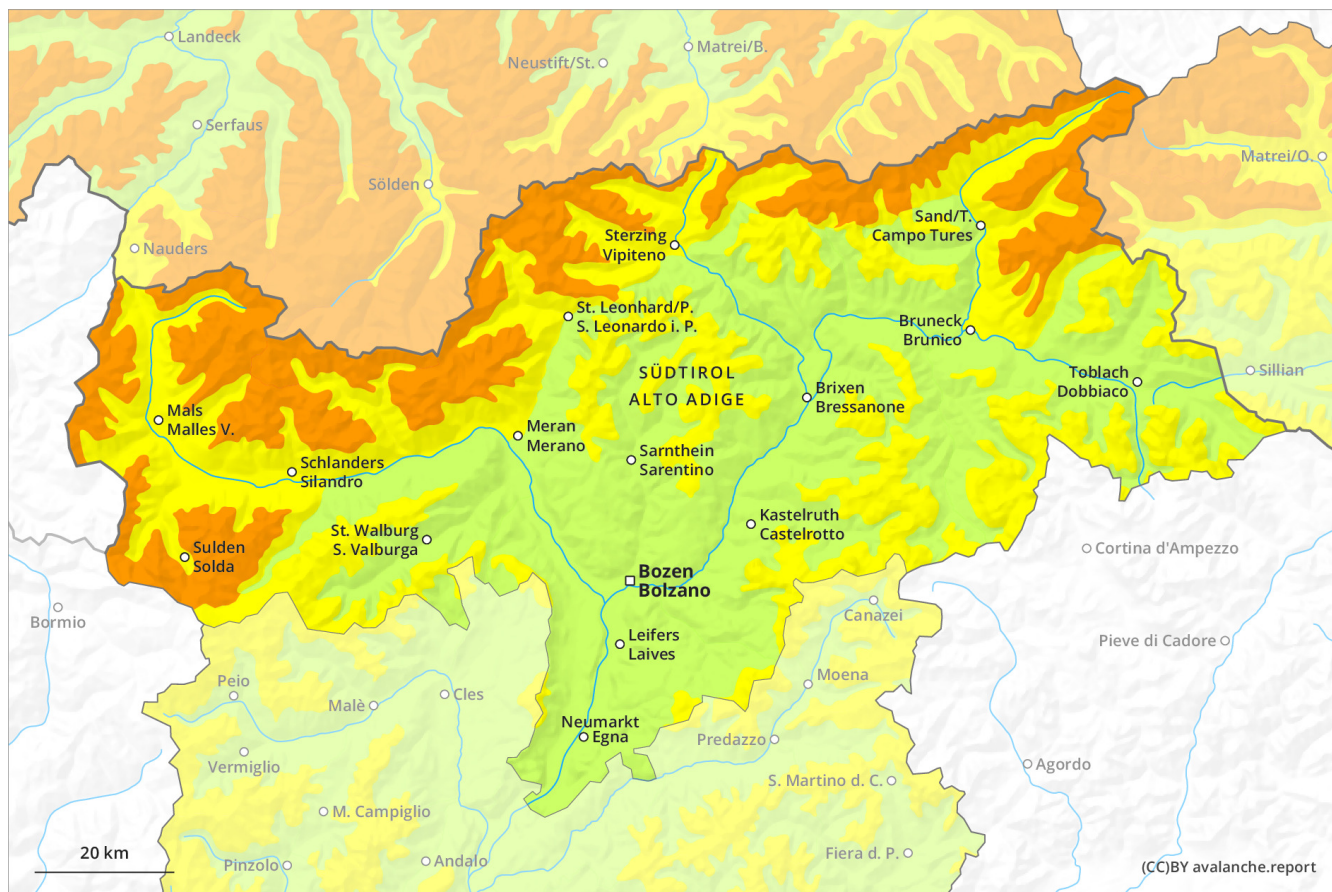 Landeck
Matrei/B.
Neustift/St.
Serfaus
Matrei/O.
Sölden
Sand/T.
Campo Tures
Sterzing
Vipiteno
Nauders
St. Leonhard/P.
S. Leonardo i. P.
Bruneck
Brunico
SÜDTIROL
ALTO ADIGE
Toblach
Dobbiaco
Sillian
Brixen
Bressanone
Mals
Malles V.
Meran
Merano
Sarnthein
Sarentino
Schlanders
Silandro
Kastelruth
Castelrotto
St. Walburg
S. Valburga
Sulden
Solda
Cortina d'Ampezzo
Bozen
Bolzano
Bormio
Canazei
Leifers
Laives
Pieve di Cadore
Peio
Moena
Malè
Cles
Neumarkt
Egna
Predazzo
Vermiglio
Agordo
S. Martino d. C.
M. Campiglio
20 km
Andalo
Fiera d. P.
Pinzolo
(CC)BY avalanche.report